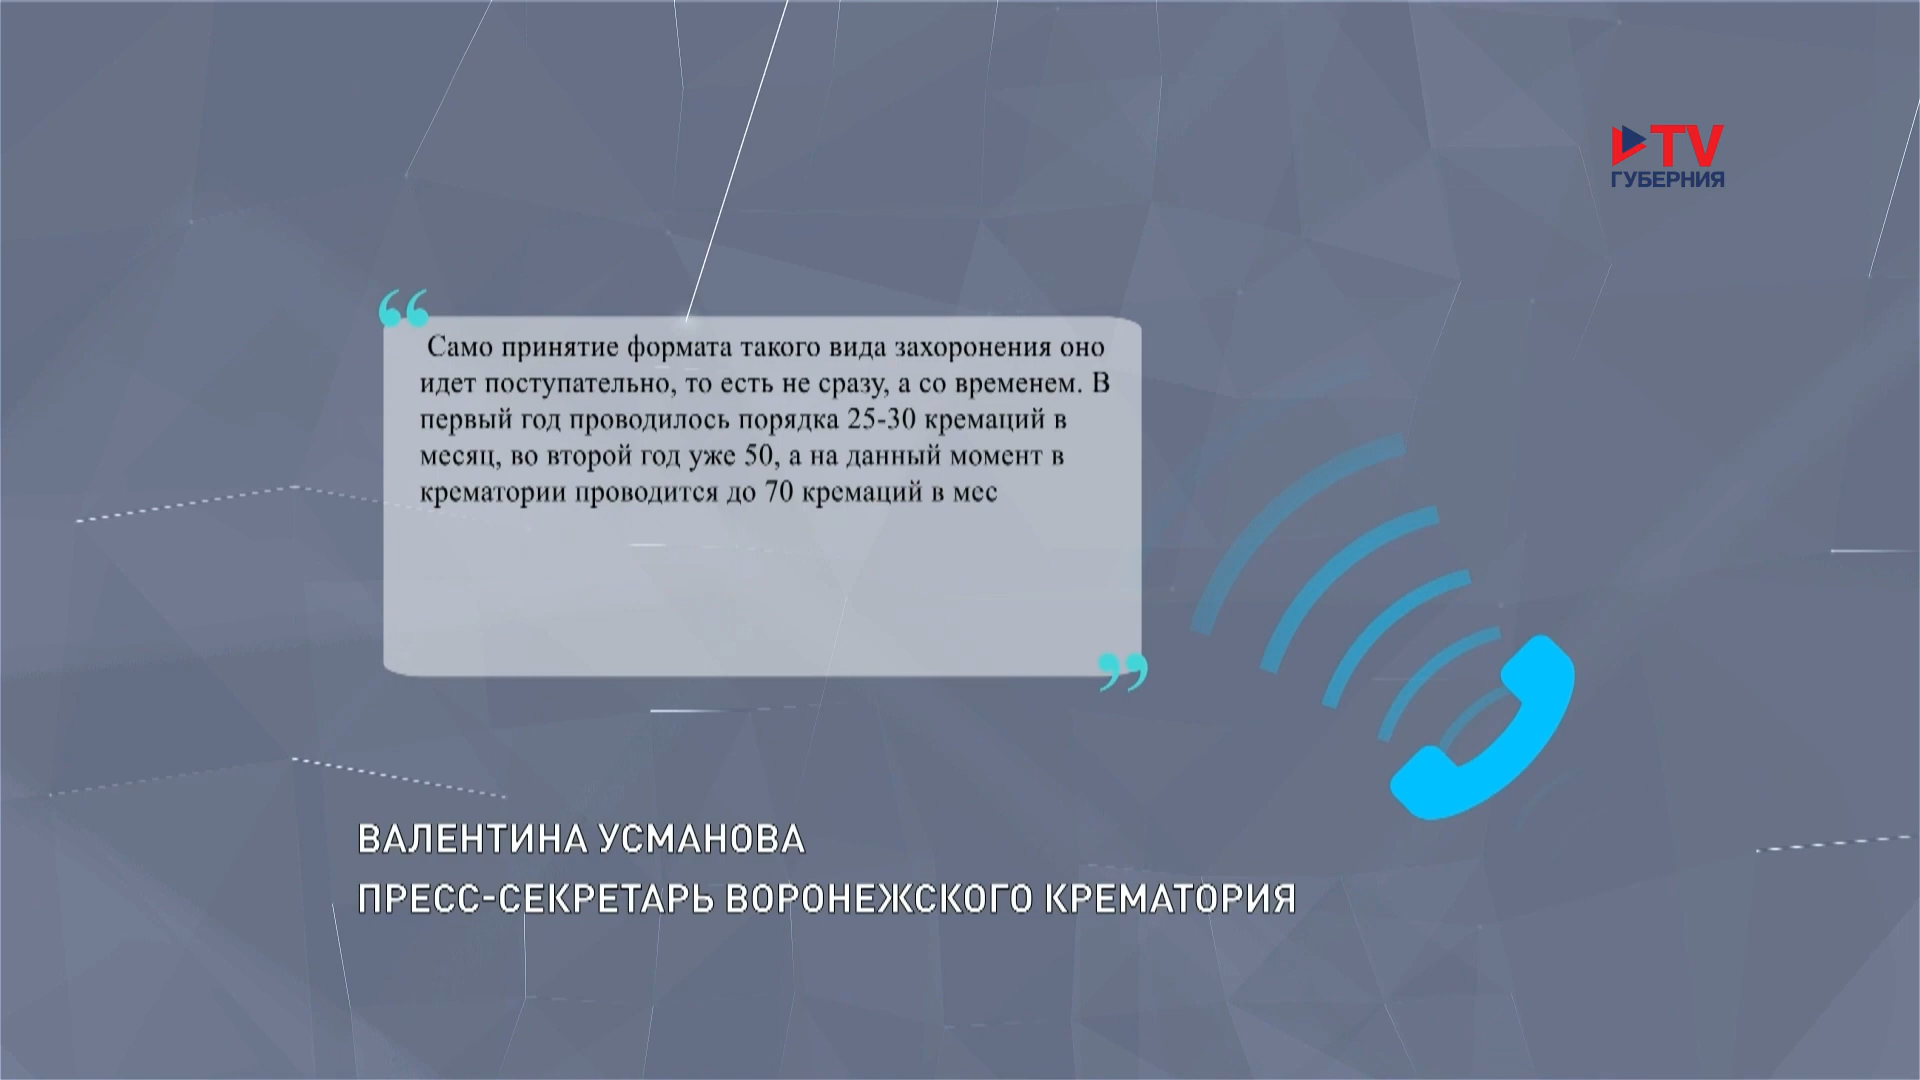 TV
ГУБЕРНИЯ
“
Само принятие формата такого вида захоронения оно
идет поступательно, то есть не сразу, а со временем. В
первый год проводилось порядка 25-30 кремаций в
месяц, во второй год уже 50, а на данный момент в
крематории проводится до 70 кремаций в мес
”
ВАЛЕНТИНА УСМАНОВА
ПРЕСС-СЕКРЕТАРЬ ВОРОНЕЖСКОГО КРЕМАТОРИЯ